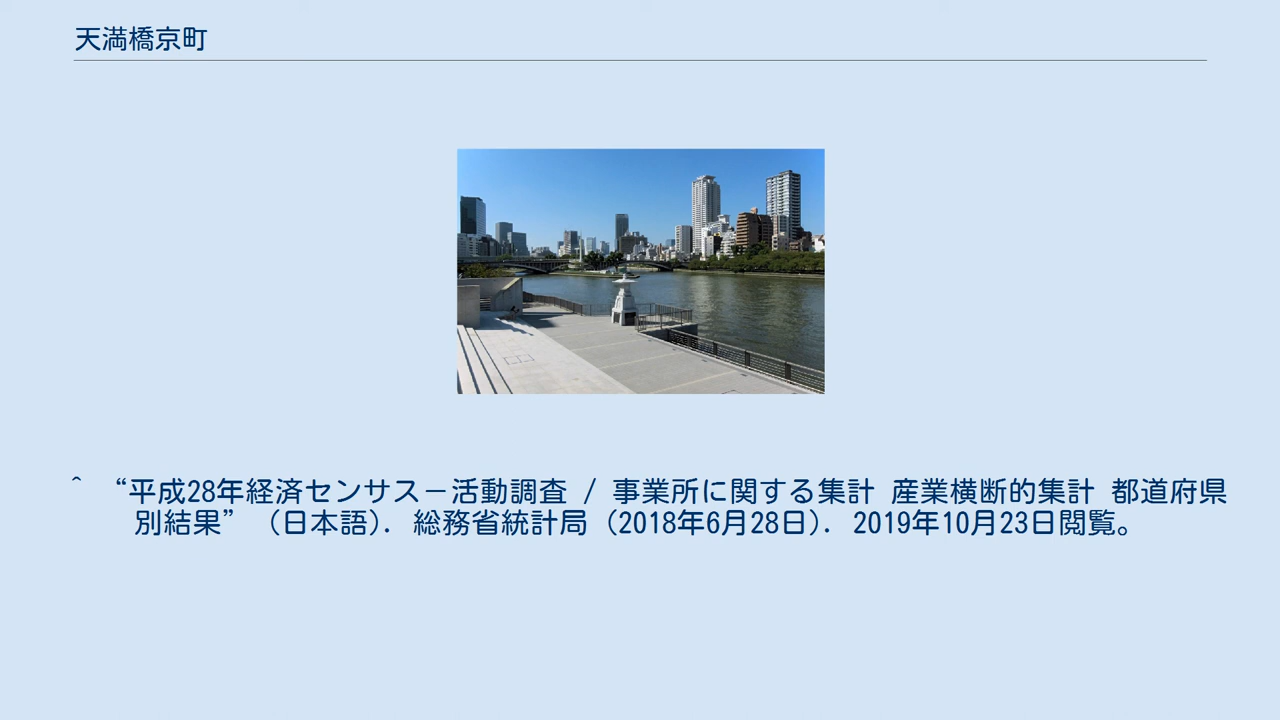 天満橋京町
^ “平成28年経済センサス－活動調査 / 事業所に関する集計 産業横断的集計 都道府県
別結果” (日本語). 総務省統計局 (2018年6月28日). 2019年10月23日閲覧。